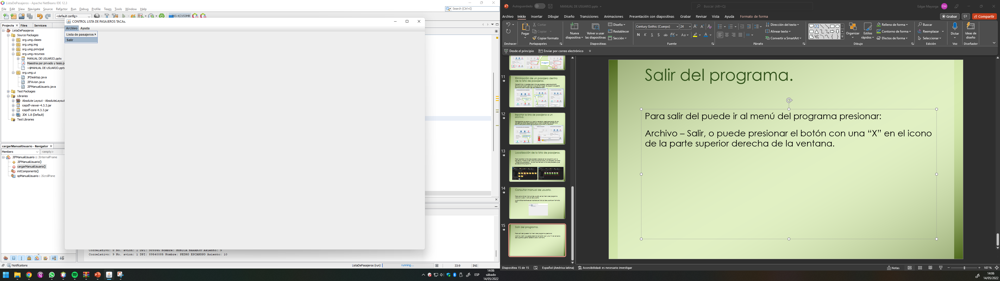 ListaDePasajeros - Apache NetBeans IDE 12.3
File Edit View Navigate Source Refactor Run Debug Profile Team Tools Window Help
Search (Ctrl+I)
<default config>
393.4/2153MB
Projects Files Services
ListaDePasajeros
Source Packages
org.umg.clases
org.umg.img
org.umg.principal
org.umg.recursos
MANUAL DE USUARIO.pptx
Maestria por privado y tesis.p
~$MANUAL DE USUARIO.pptx
org.umg.ui
JFDesktop.java
JIFAvion.java
JIFManualUsuario.java
Test Packages
Libraries
Absolute Layout - AbsoluteLayout
icepdf-viewer-4.3.3.jar
icepdf-core-4.3.3.jar
JDK 1.8 (Default)
Test Libraries
cargarManualUsuario - Navigator
Members
<empty>
JIFManualUsuario :: JInternalFrame
JIFManualUsuario()
cargarManualUsuario()
initComponents()
spManualUsuario : JScrollPane
CONTROL LISTA DE PASAJEROS TACAs.
Archivo Ayuda
Lista de pasajeros
Salir
Correlativo: 8 No. avion: 1 DPI: 989345 Nombre: MONICA NARANJO Asiento: 9
Correlativo: 9 No. avion: 1 DPI: 89540085 Nombre: PEDRO ESCAMOSO Asiento: 10
Notifications
ListaDePasajeros (run)
running...
33:9
INS
ESP
14:06
sábado
14/05/2022
Autoguardado
MANUAL DE USUARIO.pptx
Buscar (Alt+Q)
Edgar Mayorga
EM
Archivo Inicio Insertar Dibujar Diseño Transiciones Animaciones Presentación con diapositivas Grabar Revisar Vista Ayuda Formato de forma
Grabar
Compartir
Deshacer
Pegar
Cortar
Copiar
Copiar formato
Portapapeles
Nueva diapositiva
Volver a usar las diapositivas
Diseño
Restablecer
Sección
Diapositivas
Century Gothic (Cuerpo)
24
N K S S ab AV Aa
Fuente
Dirección del texto
Alinear texto
Convertir a SmartArt
Párrafo
Organizar
Estilos rápidos
Relleno de forma
Contorno de forma
Efectos de forma
Dibujo
Buscar
Reemplazar
Seleccionar
Edición
Dictar
Voz
Ideas de diseño
Diseñador
Desde el principio
Enviar por correo electrónico
11
Eliminación de un pasajero dentro
de la lista de pasajeros.
12
Exportar la lista de pasajeros a un
archivo.
13
Localización de la lista de pasajeros.
14
Consultar manual de usuario.
15
Salir del programa.
Salir del programa.
Para salir del puede ir al menú del programa presionar:
Archivo – Salir, o puede presionar el botón con una “X” en el icono
de la parte superior derecha de la ventana.
Diapositiva 15 de 15
Español (América latina)
Accesibilidad: es necesario investigar
Notas
107 %
14:06
14/05/2022